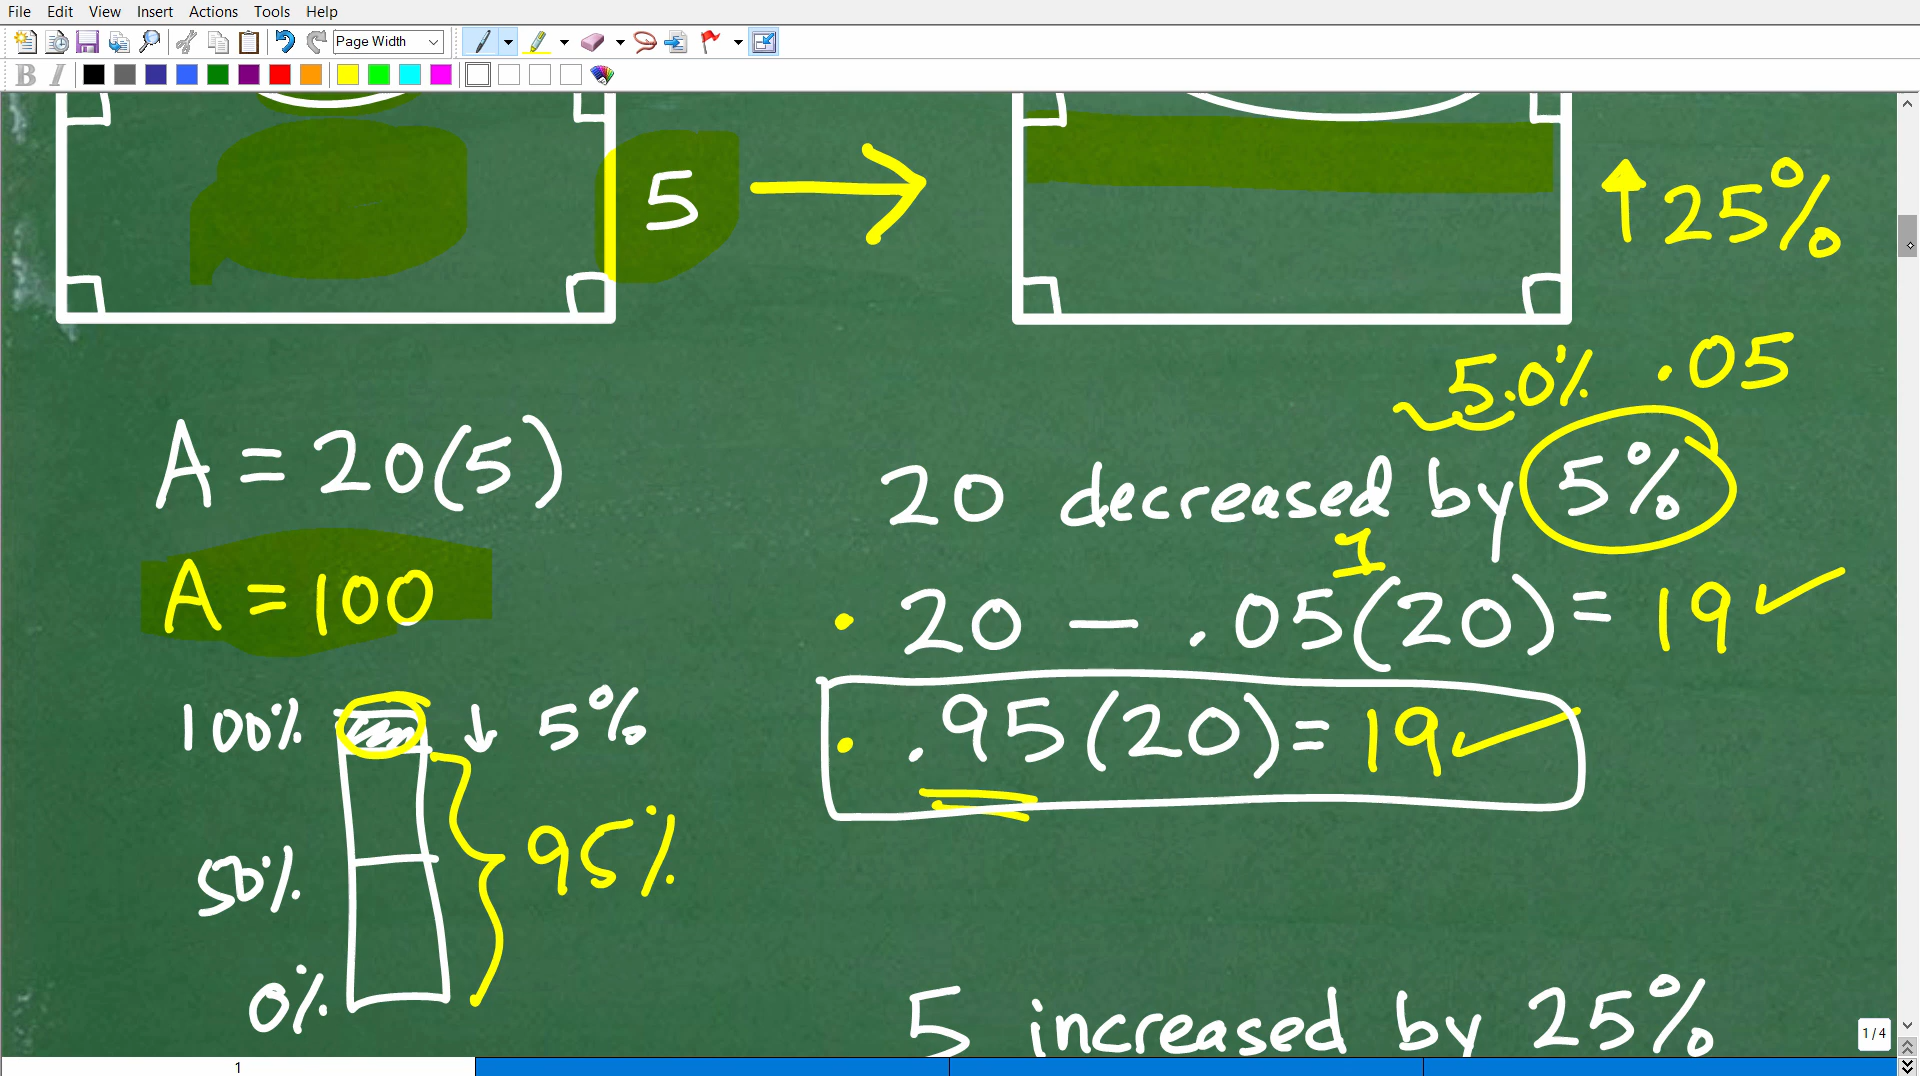 File Edit View Insert Actions Tools Help
Page Width
B I
5
↑ 25%
5.0% .05
A = 20(5)
20 decreased by 5%
A = 100
1
• 20 - .05(20) = 19 ✓
100% ↓ 5%
• .95(20) = 19 ✓
50%
95%
0%
5 increased by 25%
1 / 4
1